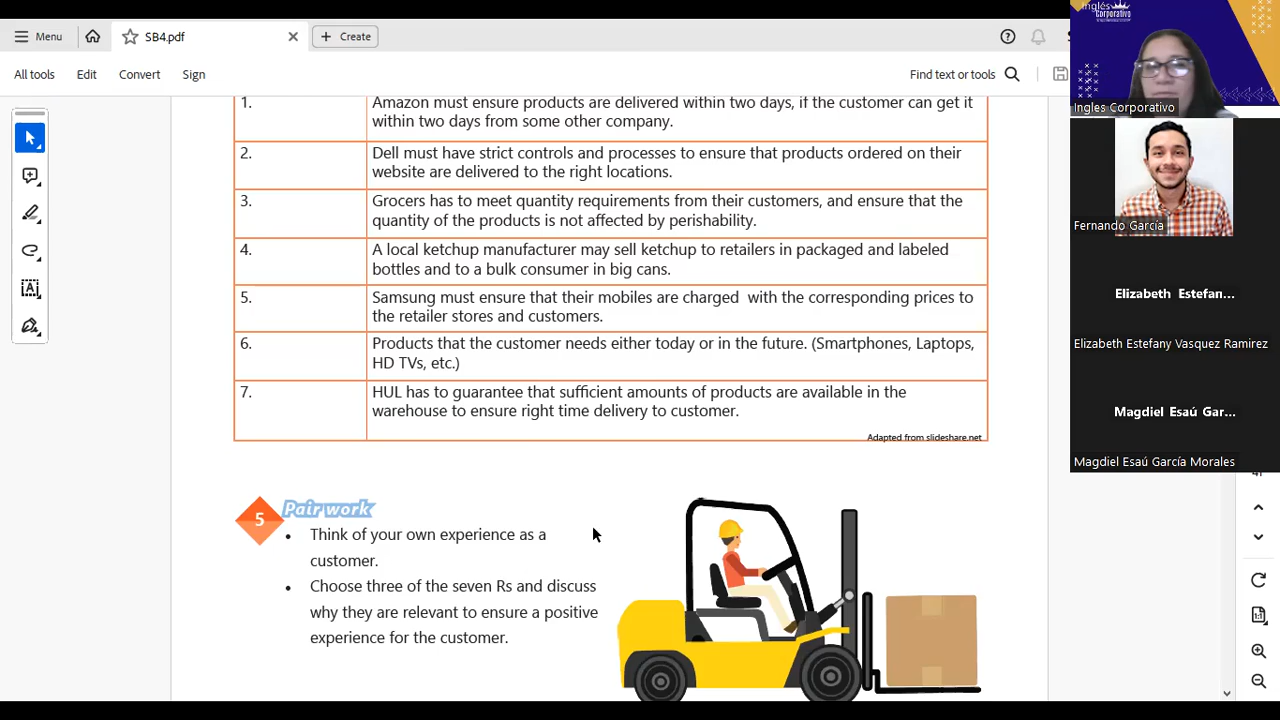 Menu
SB4.pdf
Create
All tools
Edit
Convert
Sign
Find text or tools
1. Amazon must ensure products are delivered within two days, if the customer can get it
within two days from some other company.
2. Dell must have strict controls and processes to ensure that products ordered on their
website are delivered to the right locations.
3. Grocers has to meet quantity requirements from their customers, and ensure that the
quantity of the products is not affected by perishability.
4. A local ketchup manufacturer may sell ketchup to retailers in packaged and labeled
bottles and to a bulk consumer in big cans.
5. Samsung must ensure that their mobiles are charged with the corresponding prices to
the retailer stores and customers.
6. Products that the customer needs either today or in the future. (Smartphones, Laptops,
HD TVs, etc.)
7. HUL has to guarantee that sufficient amounts of products are available in the
warehouse to ensure right time delivery to customer.
Adapted from slideshare.net
5 Pair work
• Think of your own experience as a
customer.
• Choose three of the seven Rs and discuss
why they are relevant to ensure a positive
experience for the customer.
Inglés
Corporativo
Ingles Corporativo
Fernando García
Elizabeth Estefan...
Elizabeth Estefany Vasquez Ramirez
Magdiel Esaú Gar...
Magdiel Esaú García Morales